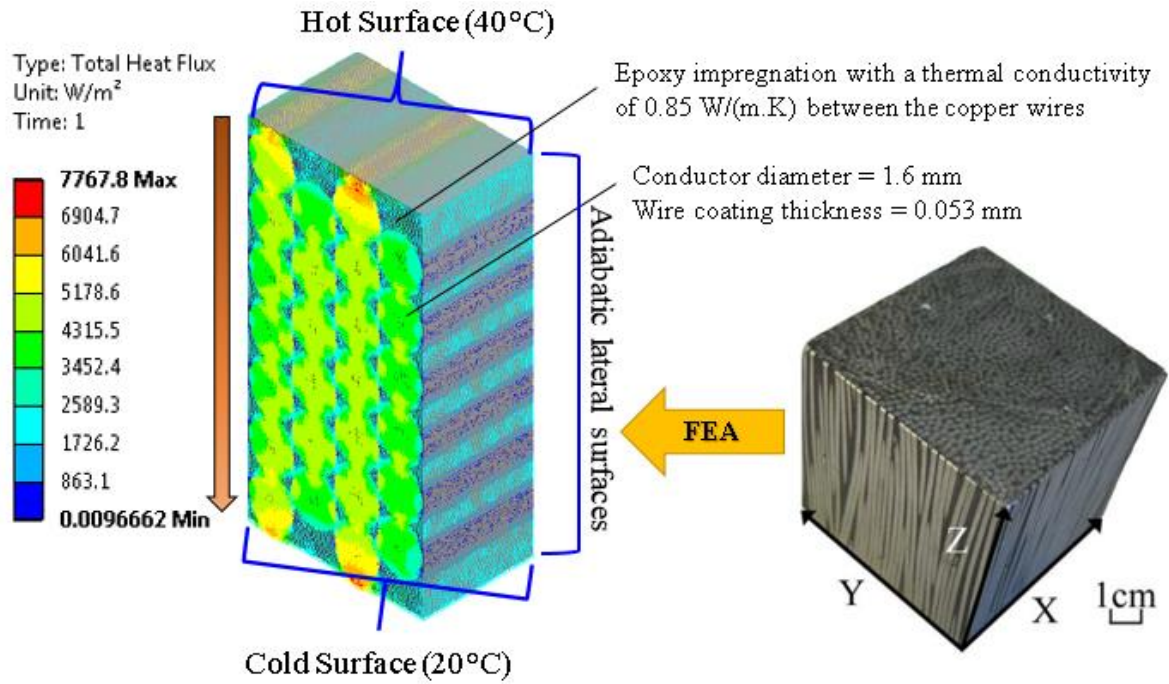 Hot Surface (40°C)
Type: Total Heat Flux
Unit: W/m²
Time: 1
7767.8 Max
6904.7
6041.6
5178.6
4315.5
3452.4
2589.3
1726.2
863.1
0.0096662 Min
Epoxy impregnation with a thermal conductivity
of 0.85 W/(m.K) between the copper wires
Conductor diameter = 1.6 mm
Wire coating thickness = 0.053 mm
Adiabatic lateral surfaces
FEA
Z
Y
X
1cm
Cold Surface (20°C)